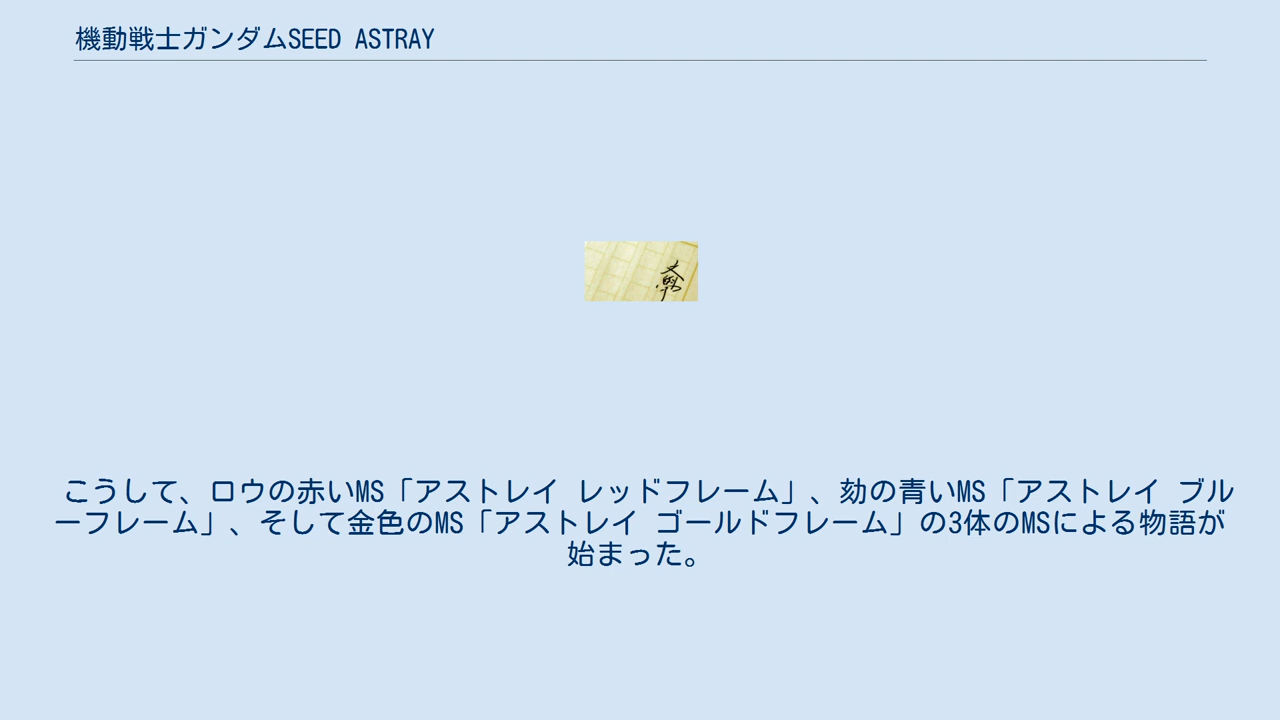 機動戦士ガンダムSEED ASTRAY
こうして、ロウの赤いMS「アストレイ レッドフレーム」、劾の青いMS「アストレイ ブル
ーフレーム」、そして金色のMS「アストレイ ゴールドフレーム」の3体のMSによる物語が
始まった。